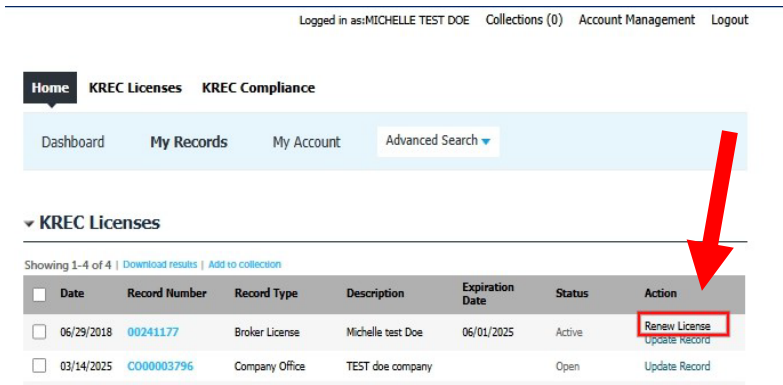 Logged in as:MICHELLE TEST DOE Collections (0) Account Management Logout
Home KREC Licenses KREC Compliance
Dashboard My Records My Account Advanced Search
KREC Licenses
Showing 1-4 of 4 | Download results | Add to collection
Date Record Number Record Type Description Expiration Date Status Action
06/29/2018 00241177 Broker License Michelle test Doe 06/01/2025 Active Renew License
Update Record
03/14/2025 CO00003796 Company Office TEST doe company Open Update Record